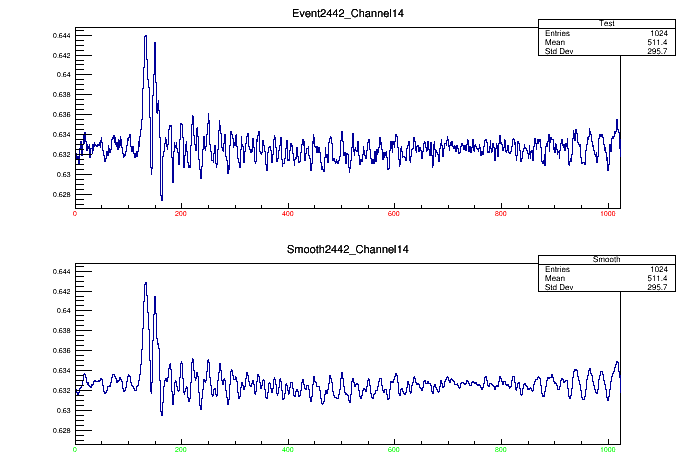 Event2442_Channel14
Test
Entries 1024
Mean 511.4
Std Dev 295.7
0.644
0.642
0.64
0.638
0.636
0.634
0.632
0.63
0.628
0 200 400 600 800 1000
Smooth2442_Channel14
Smooth
Entries 1024
Mean 511.4
Std Dev 295.7
0.644
0.642
0.64
0.638
0.636
0.634
0.632
0.63
0.628
0 200 400 600 800 1000